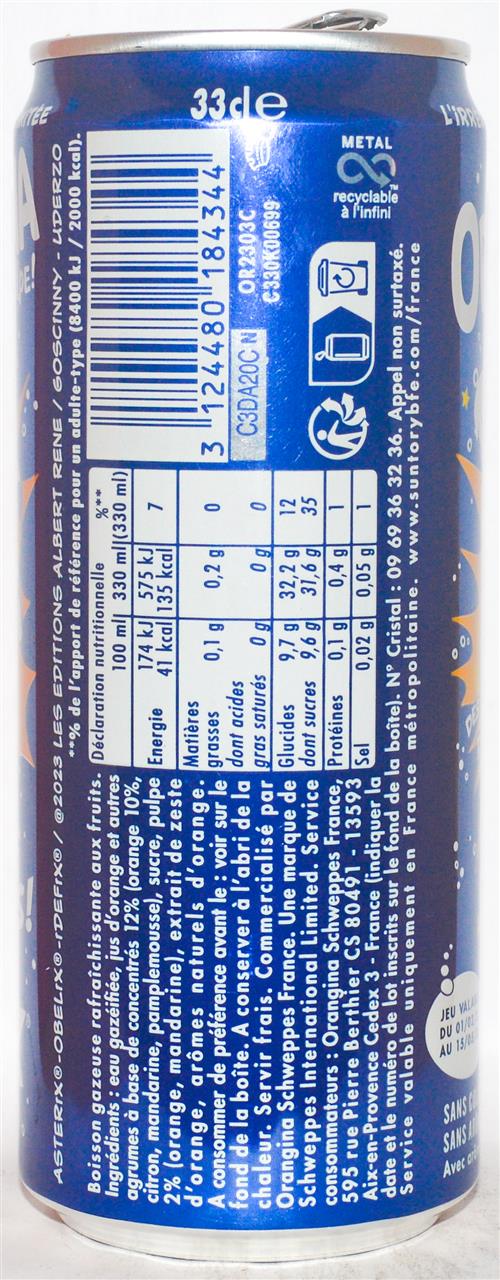 33cle
METAL
recyclable
à l'infini
ASTERIX®-OBELIX®-IDEFIX® / @2023 LES EDITIONS ALBERT RENE / GOSCINNY - UDERZO
**% de l'apport de référence pour un adulte-type (8400 kJ / 2000 kcal).
Boisson gazeuse rafraîchissante aux fruits.
Ingrédients : eau gazéifiée, jus d'orange et autres
agrumes à base de concentrés 12% (orange 10%,
citron, mandarine, pamplemousse), sucre, pulpe
2% (orange, mandarine), extrait de zeste
d'orange, arômes naturels d'orange.
A consommer de préférence avant le : voir sur le
fond de la boîte. A conserver à l'abri de la
chaleur. Servir frais. Commercialisé par
Orangina Schweppes France. Une marque de
Schweppes International Limited. Service
consommateurs : Orangina Schweppes France,
595 rue Pierre Berthier CS 80491 - 13593
Aix-en-Provence Cedex 3 - France (indiquer la
date et le numéro de lot inscrits sur le fond de la boîte). N° Cristal : 09 69 36 32 36. Appel non surtaxé.
Service valable uniquement en France métropolitaine. www.suntorybfe.com/france
Déclaration nutritionnelle %**
100 ml 330 ml (330 ml)
Energie 174 kJ 575 kJ 7
41 kcal 135 kcal
Matières
grasses 0,1 g 0,2 g 0
dont acides
gras saturés 0 g 0 g 0
Glucides 9,7 g 32,2 g 12
dont sucres 9,6 g 31,6 g 35
Protéines 0,1 g 0,4 g 1
Sel 0,02 g 0,05 g 1
3 124480 184344
C3DA20C N
OR2303C
C330K00699
JEU VALA
DU 01/0
AU 15/0
SANS
SANS
Avec